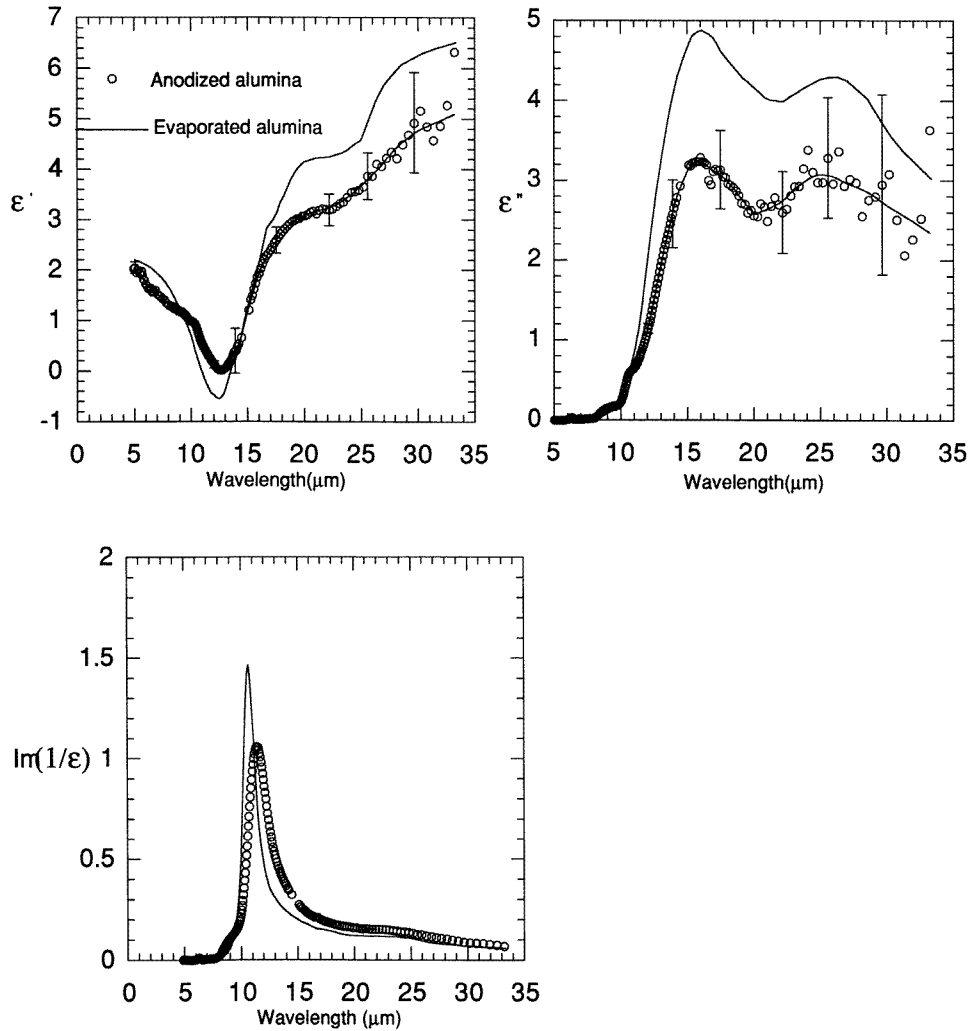 7
6
5
4
3
2
1
0
-1
ε'
Anodized alumina
Evaporated alumina
0 5 10 15 20 25 30 35
Wavelength(μm)
5
4
3
2
1
0
ε"
5 10 15 20 25 30 35
Wavelength(μm)
2
1.5
1
0.5
0
Im(1/ε)
0 5 10 15 20 25 30 35
Wavelength (μm)